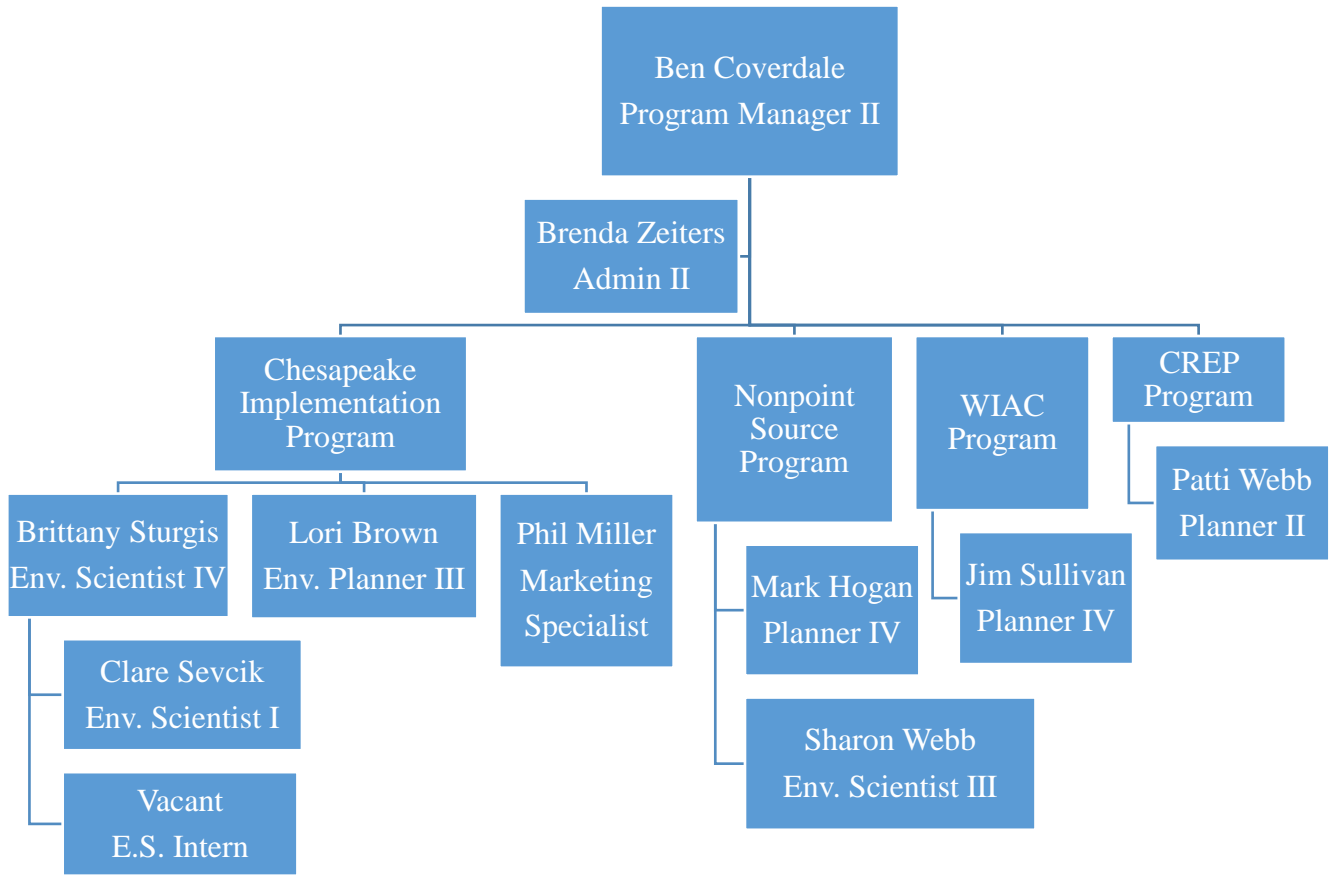 Ben Coverdale
Program Manager II
Brenda Zeiters
Admin II
Chesapeake
Implementation
Program
Brittany Sturgis
Env. Scientist IV
Clare Sevcik
Env. Scientist I
Vacant
E.S. Intern
Lori Brown
Env. Planner III
Phil Miller
Marketing
Specialist
Nonpoint
Source
Program
Mark Hogan
Planner IV
Sharon Webb
Env. Scientist III
WIAC
Program
Jim Sullivan
Planner IV
CREP
Program
Patti Webb
Planner II